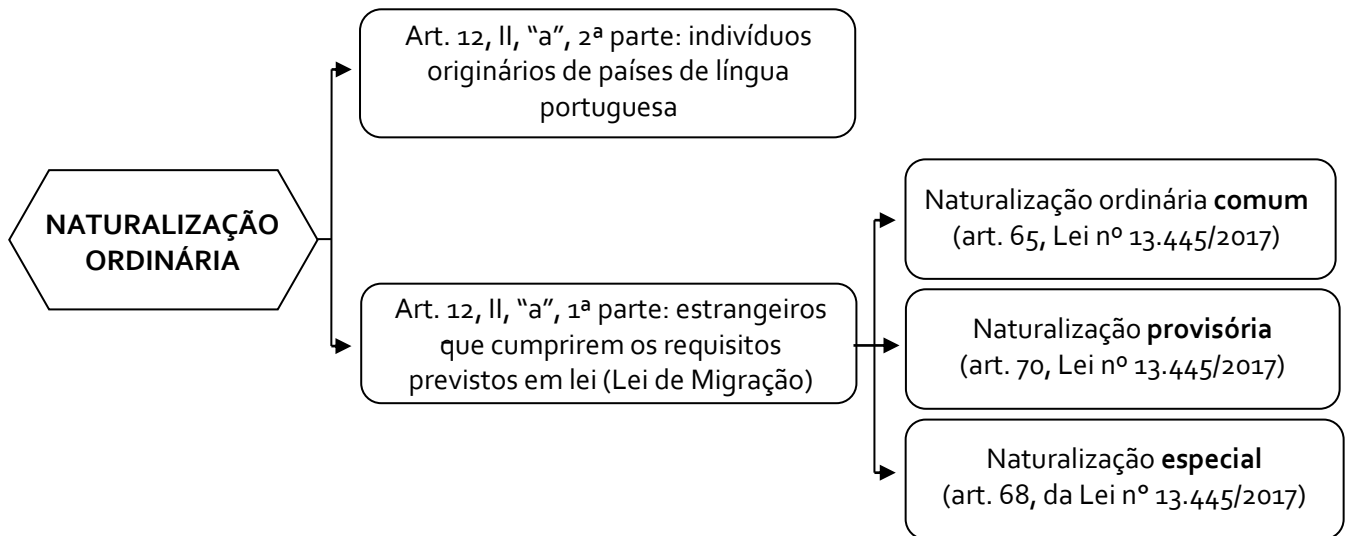 Art. 12, II, “a”, 2ª parte: indivíduos
originários de países de língua
portuguesa
NATURALIZAÇÃO
ORDINÁRIA
Art. 12, II, “a”, 1ª parte: estrangeiros
que cumprirem os requisitos
previstos em lei (Lei de Migração)
Naturalização ordinária comum
(art. 65, Lei nº 13.445/2017)
Naturalização provisória
(art. 70, Lei nº 13.445/2017)
Naturalização especial
(art. 68, da Lei n° 13.445/2017)